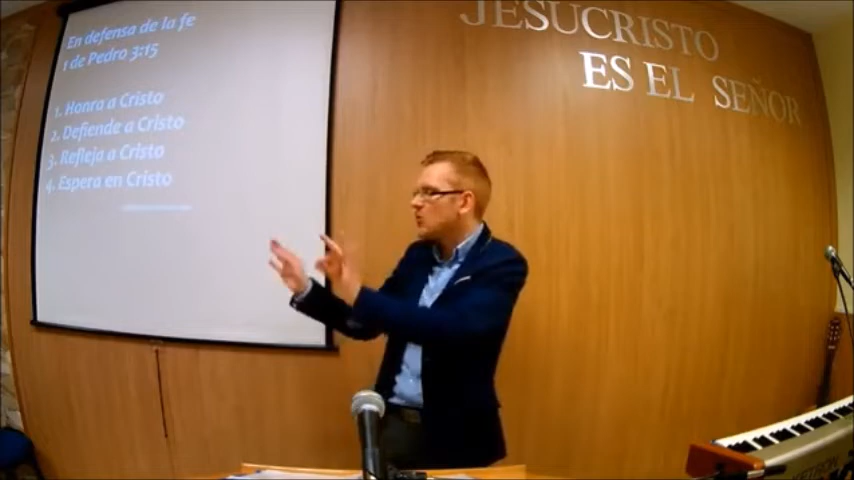 En defensa de la fe
1 de Pedro 3:15
1. Honra a Cristo
2. Defiende a Cristo
3. Refleja a Cristo
4. Espera en Cristo
JESUCRISTO
ES EL SEÑOR